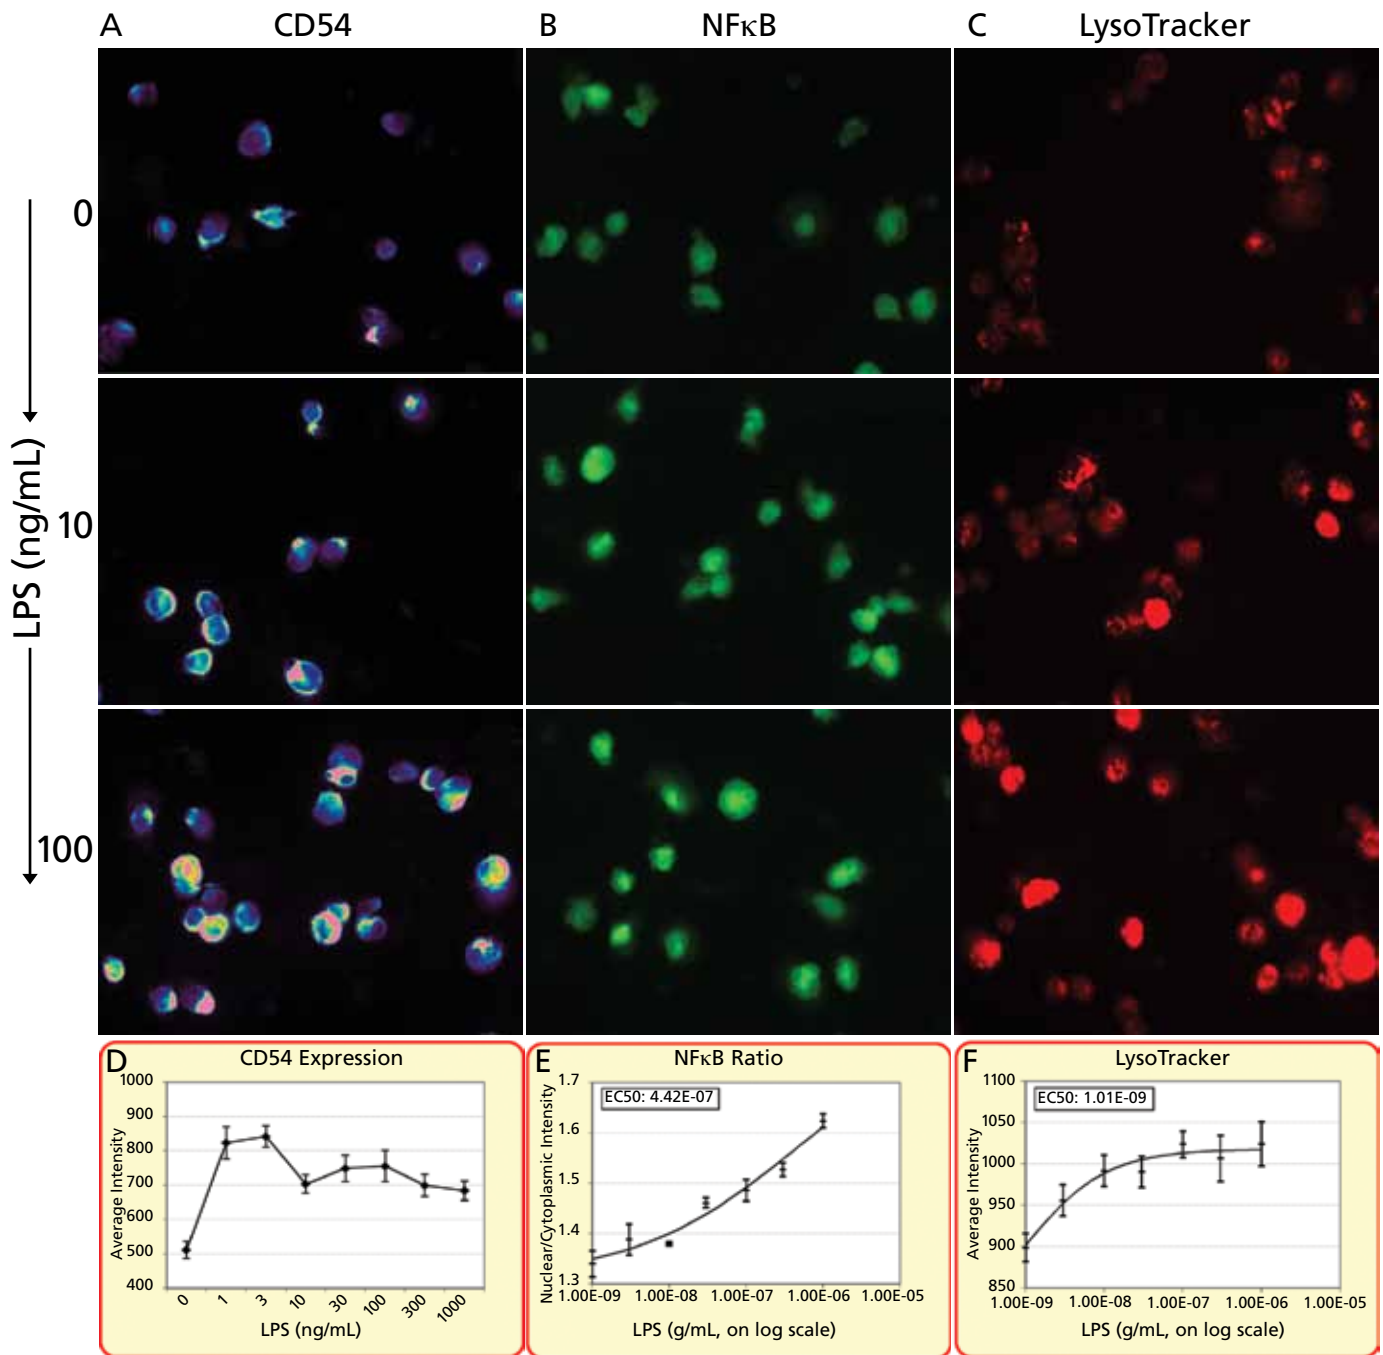 A CD54
B NFκB
C LysoTracker
LPS (ng/mL)
0
10
100
D CD54 Expression
Average Intensity
1000
900
800
700
600
500
400
0 1 3 10 30 100 300 1000
LPS (ng/mL)
E NFκB Ratio
Nuclear/Cytoplasmic Intensity
EC50: 4.42E-07
1.7
1.6
1.5
1.4
1.3
1.00E-09 1.00E-08 1.00E-07 1.00E-06 1.00E-05
LPS (g/mL, on log scale)
F LysoTracker
Average Intensity
EC50: 1.01E-09
1100
1050
1000
950
900
850
1.00E-09 1.00E-08 1.00E-07 1.00E-06 1.00E-05
LPS (g/mL, on log scale)